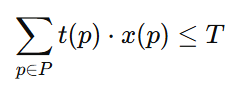 ∑_{p∈P} t(p) · x(p) ≤ T